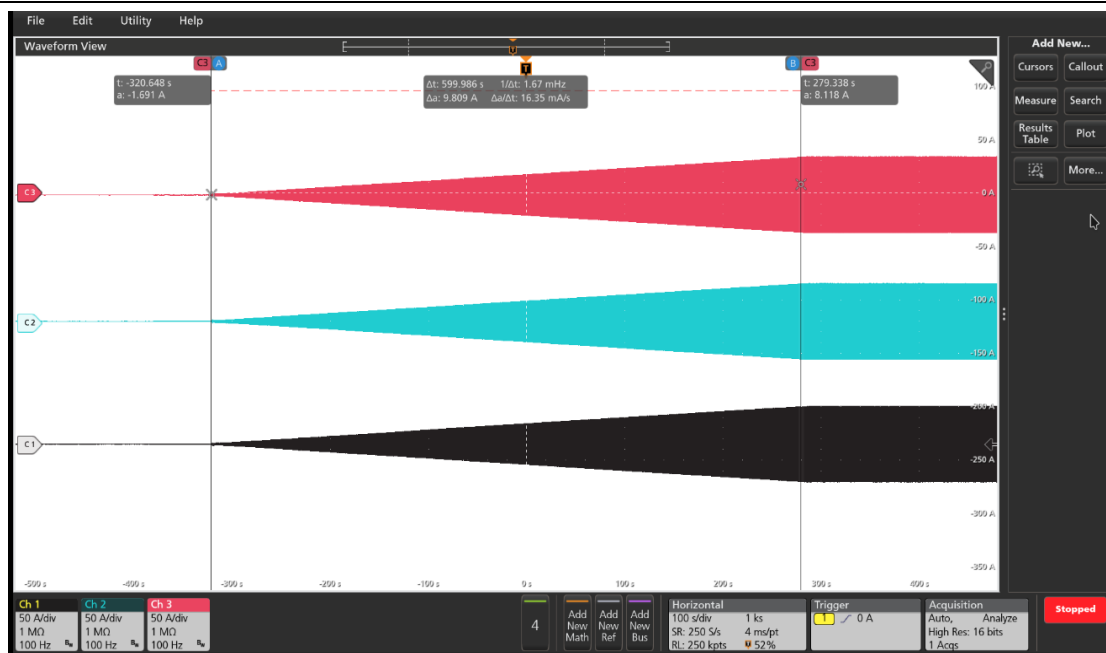 File Edit Utility Help
Waveform View
Add New...
C3 A
B C3
T
t: -320.648 s
a: -1.691 A
Δt: 599.986 s 1/Δt: 1.67 mHz
Δa: 9.809 A Δa/Δt: 16.35 mA/s
t: 279.338 s
a: 8.118 A
Cursors Callout
Measure Search
Results Table Plot
More...
100 A
50 A
C3
0 A
-50 A
-100 A
C2
-150 A
-200 A
C1
-250 A
-300 A
-350 A
-500 s -400 s -300 s -200 s -100 s 0 s 100 s 200 s 300 s 400 s
Ch 1 Ch 2 Ch 3
50 A/div 50 A/div 50 A/div
1 MΩ 1 MΩ 1 MΩ
100 Hz 100 Hz 100 Hz
4
Add New Math
Add New Ref
Add New Bus
Horizontal
100 s/div 1 ks
SR: 250 S/s 4 ms/pt
RL: 250 kpts 52%
Trigger
1 0 A
Acquisition
Auto, Analyze
High Res: 16 bits
1 Acqs
Stopped